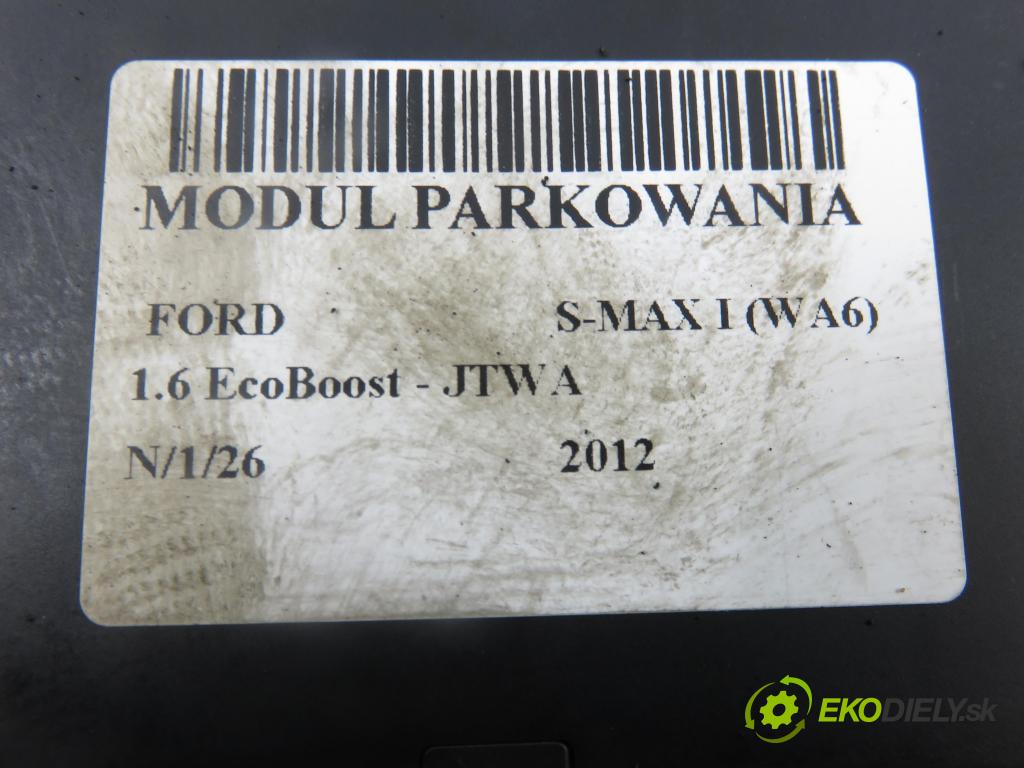 MODUL PARKOWANIA
FORD S-MAX I (WA6)
1.6 EcoBoost - JTWA
N/1/26 2012
EKODIELY.sk